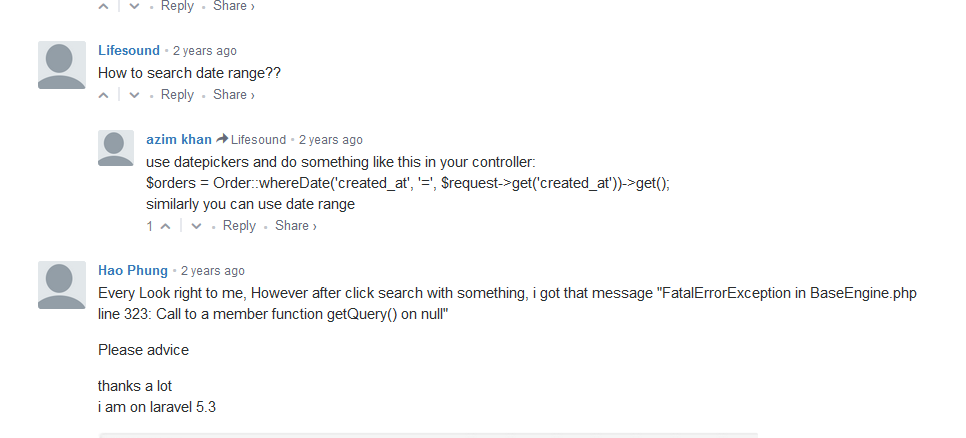 Reply Share ›
Lifesound • 2 years ago
How to search date range??
Reply • Share ›
azim khan Lifesound • 2 years ago
use datepickers and do something like this in your controller:
$orders = Order::whereDate('created_at', '=', $request->get('created_at'))->get();
similarly you can use date range
1 • Reply • Share ›
Hao Phung • 2 years ago
Every Look right to me, However after click search with something, i got that message "FatalErrorException in BaseEngine.php
line 323: Call to a member function getQuery() on null"
Please advice
thanks a lot
i am on laravel 5.3